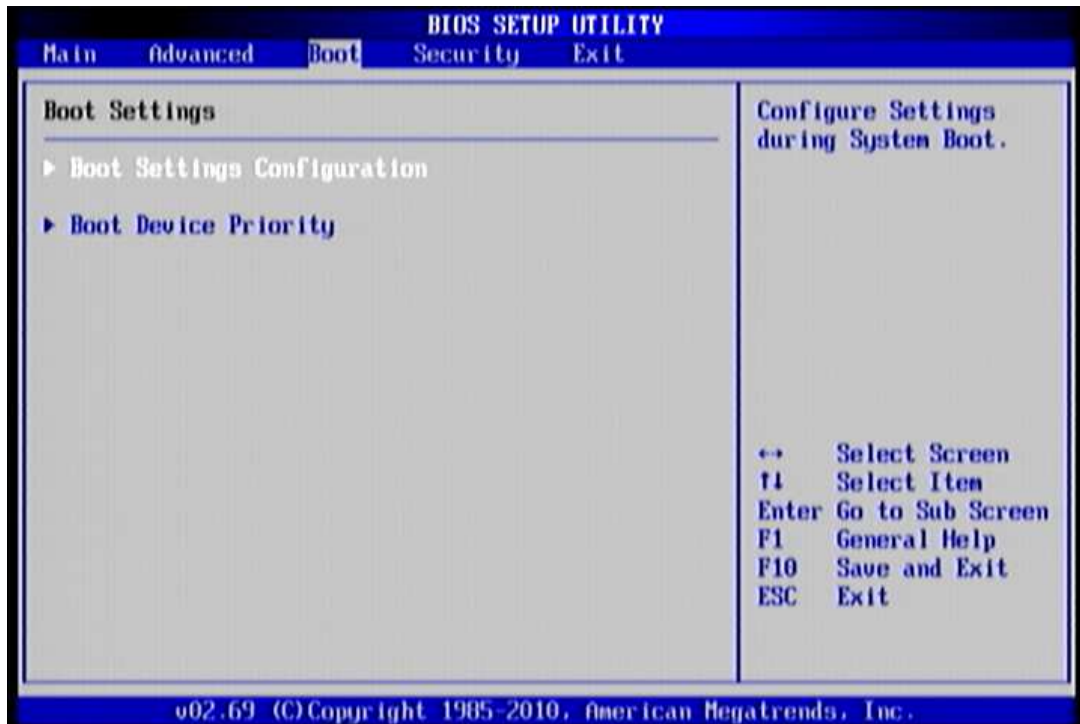 BIOS SETUP UTILITY
Main Advanced Boot Security Exit
Boot Settings
▶ Boot Settings Configuration
▶ Boot Device Priority
Configure Settings
during System Boot.
↔ Select Screen
↑↓ Select Item
Enter Go to Sub Screen
F1 General Help
F10 Save and Exit
ESC Exit
v02.69 (C)Copyright 1985-2010, American Megatrends, Inc.